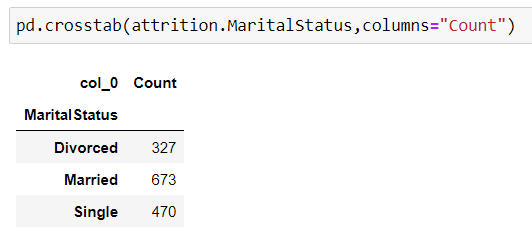 pd.crosstab(attrition.MaritalStatus,columns="Count")
col_0 Count
MaritalStatus
Divorced 327
Married 673
Single 470